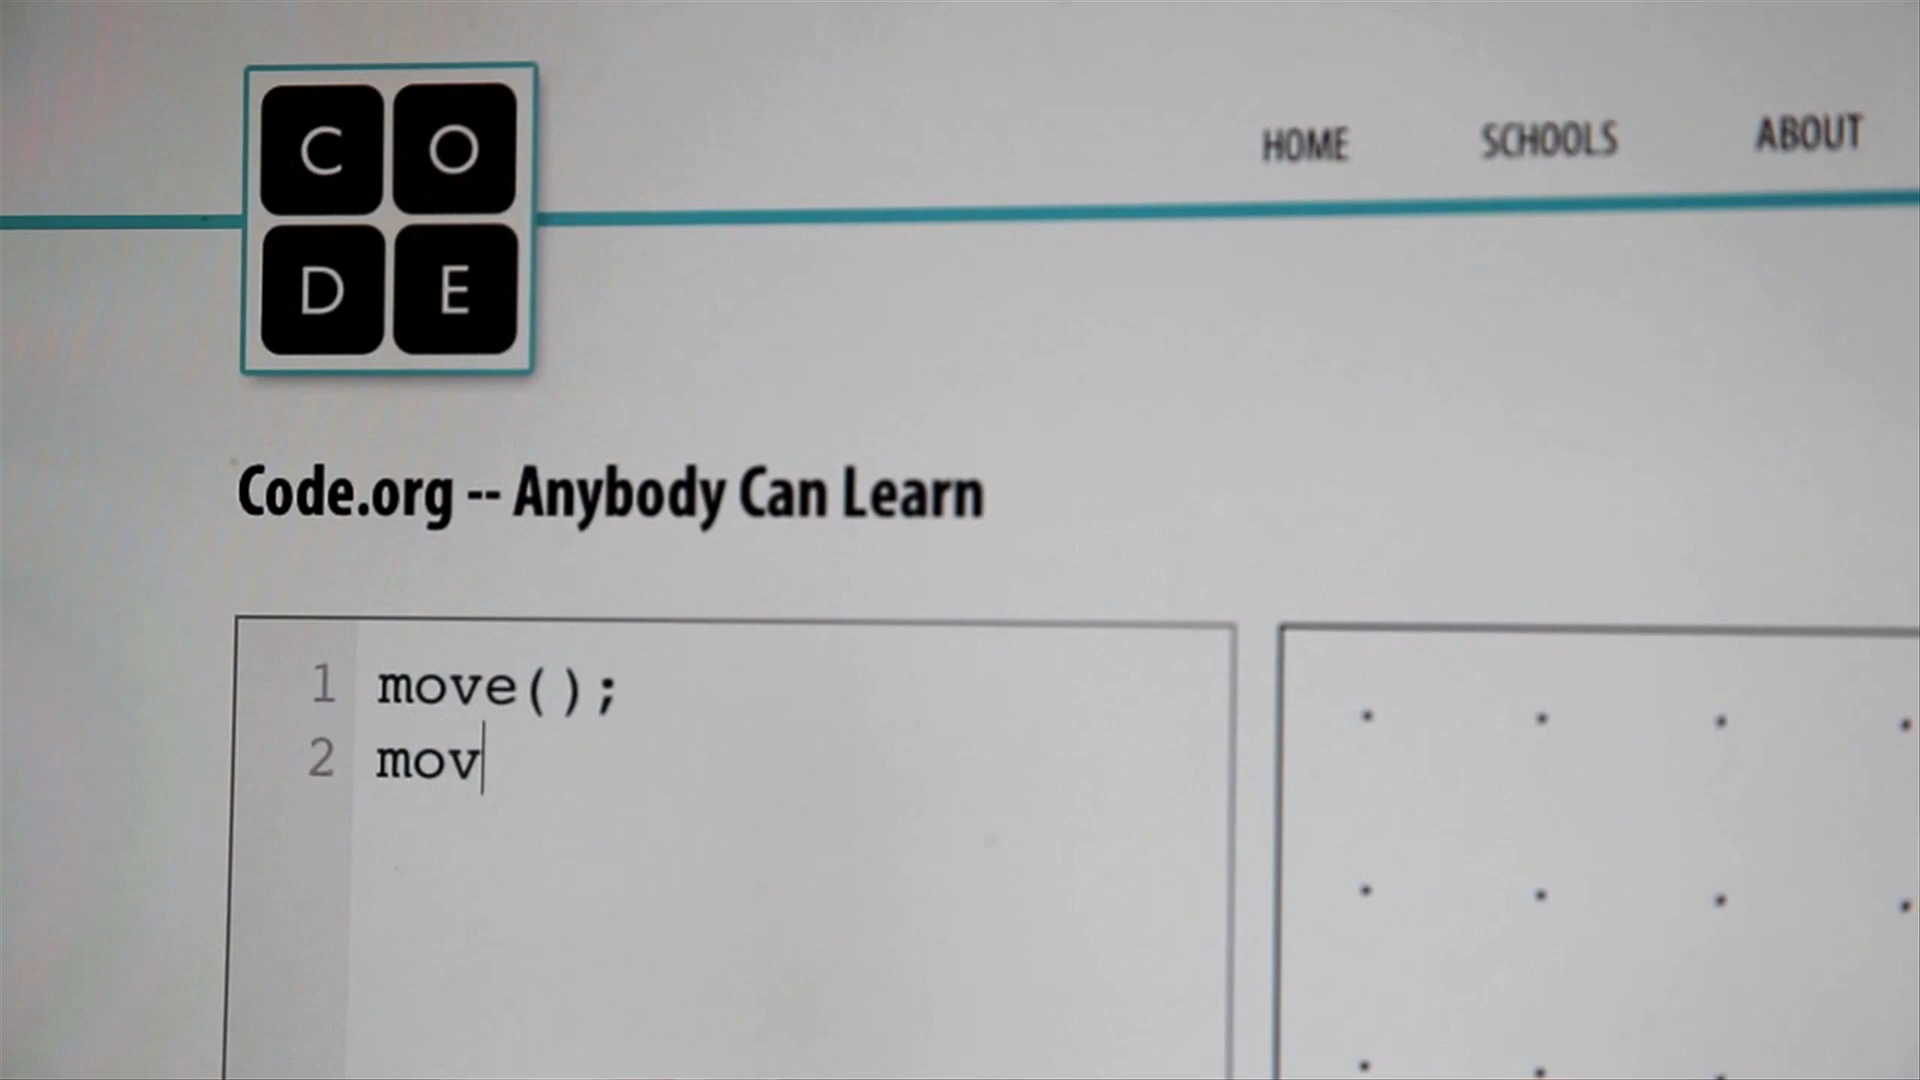 C O
D E
HOME SCHOOLS ABOUT
Code.org -- Anybody Can Learn
1 move();
2 mov